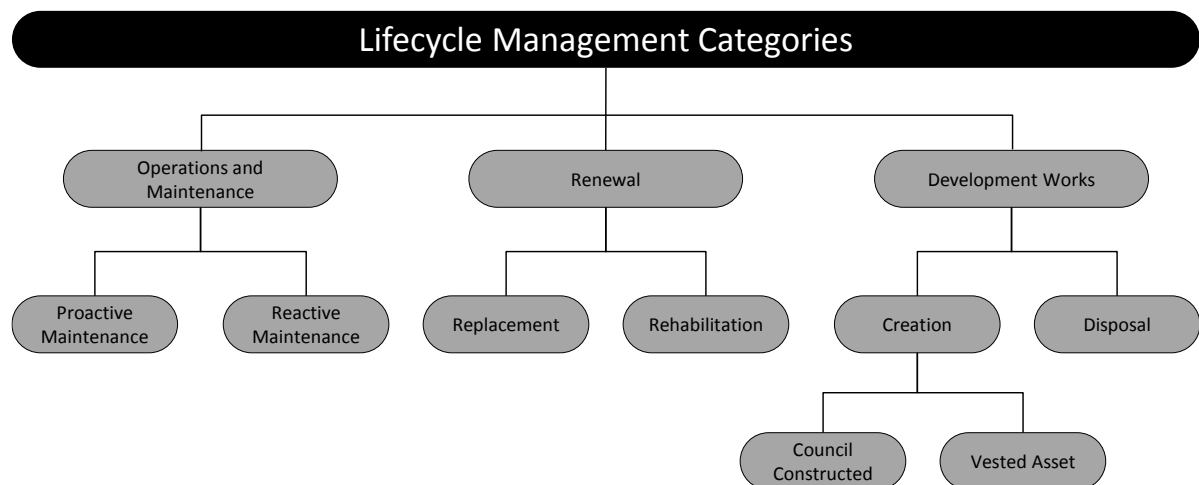 Lifecycle Management Categories
Operations and
Maintenance
Renewal
Development Works
Proactive
Maintenance
Reactive
Maintenance
Replacement
Rehabilitation
Creation
Disposal
Council
Constructed
Vested Asset